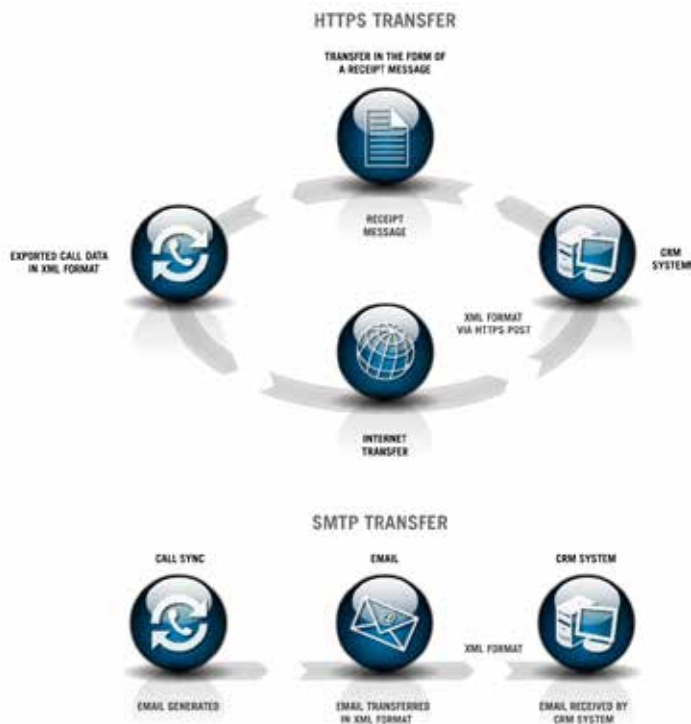 HTTPS TRANSFER
TRANSFER IN THE FORM OF
A RECEIPT MESSAGE
RECEIPT
MESSAGE
EXPORTED CALL DATA
IN XML FORMAT
CRM
SYSTEM
XML FORMAT
VIA HTTPS POST
INTERNET
TRANSFER
SMTP TRANSFER
CALL SYNC
EMAIL
CRM SYSTEM
XML FORMAT
EMAIL GENERATED
EMAIL TRANSFERRED
IN XML FORMAT
EMAIL RECEIVED BY
CRM SYSTEM